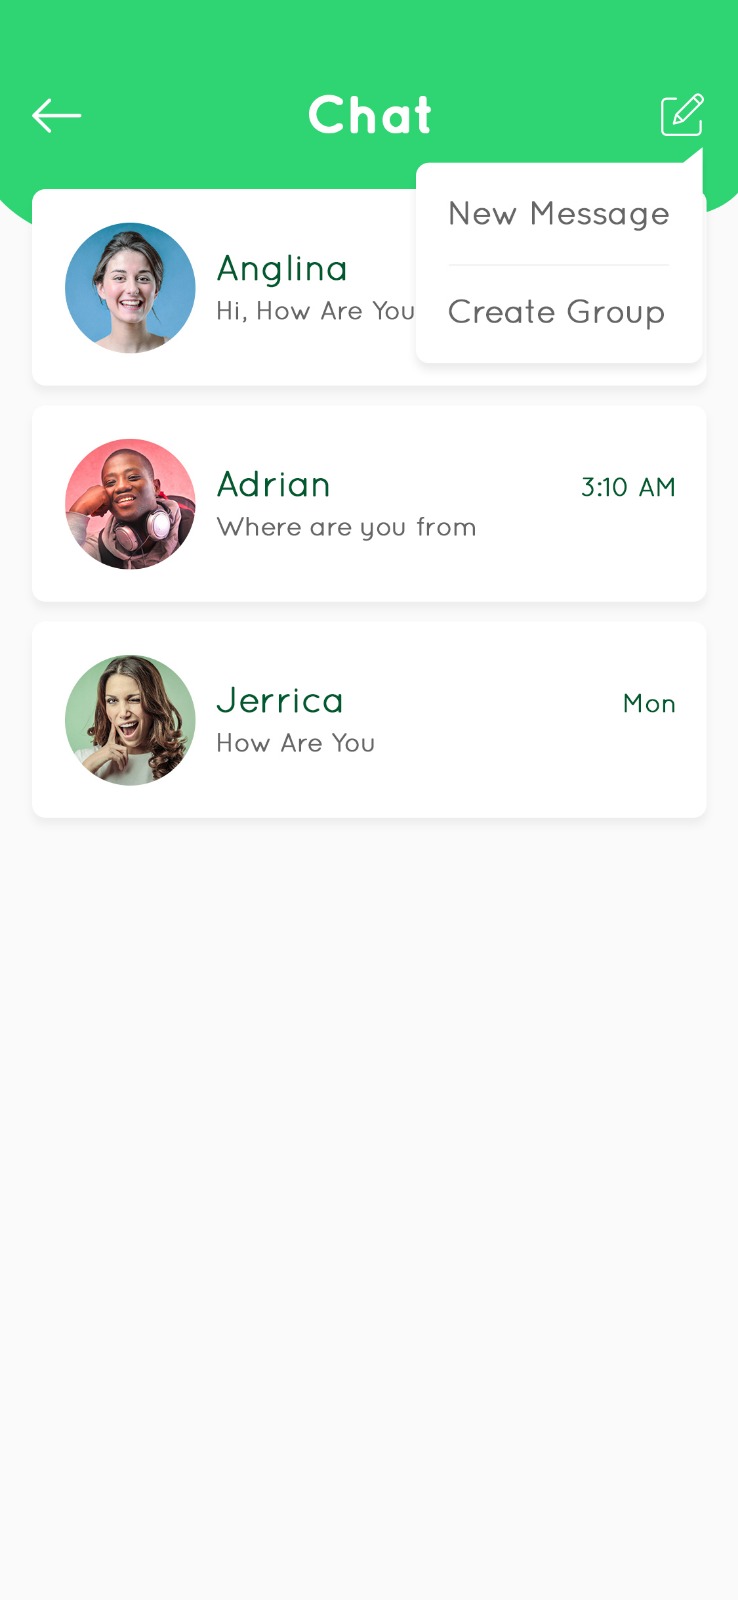 Chat
New Message
Create Group
Anglina
Hi, How Are You
Adrian
3:10 AM
Where are you from
Jerrica
Mon
How Are You